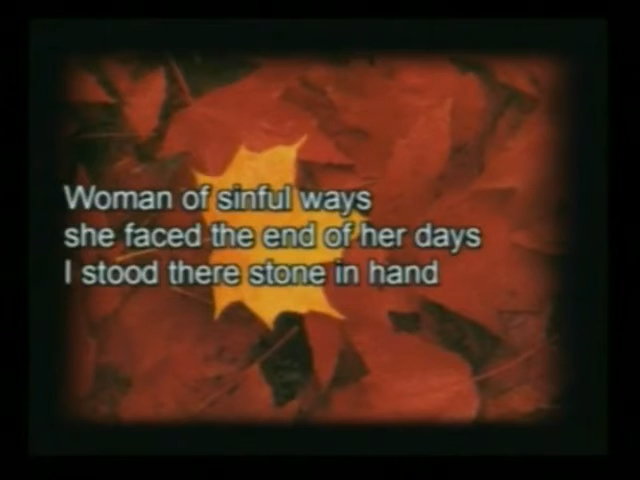 Woman of sinful ways
she faced the end of her days
I stood there stone in hand